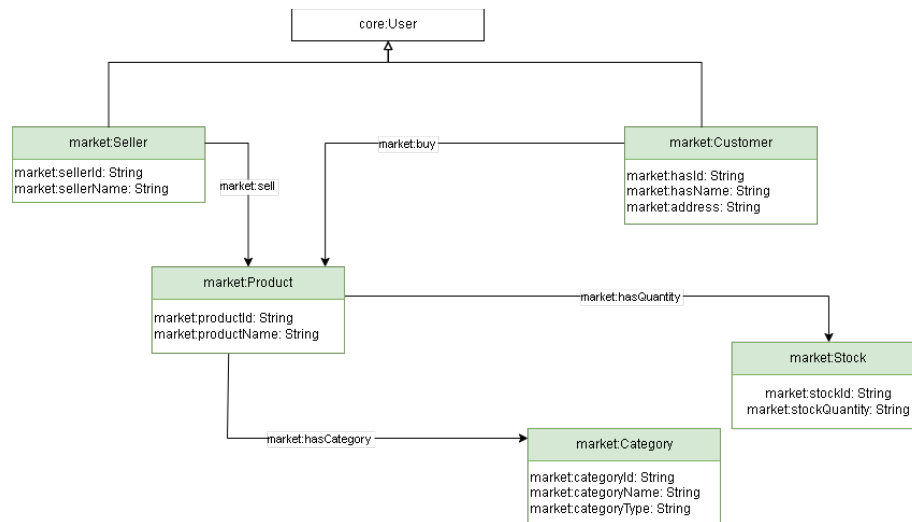 core:User
market:Seller
market:sellerId: String
market:sellerName: String
market:sell
market:buy
market:Customer
market:hasId: String
market:hasName: String
market:address: String
market:Product
market:productId: String
market:productName: String
market:hasQuantity
market:Stock
market:stockId: String
market:stockQuantity: String
market:hasCategory
market:Category
market:categoryId: String
market:categoryName: String
market:categoryType: String